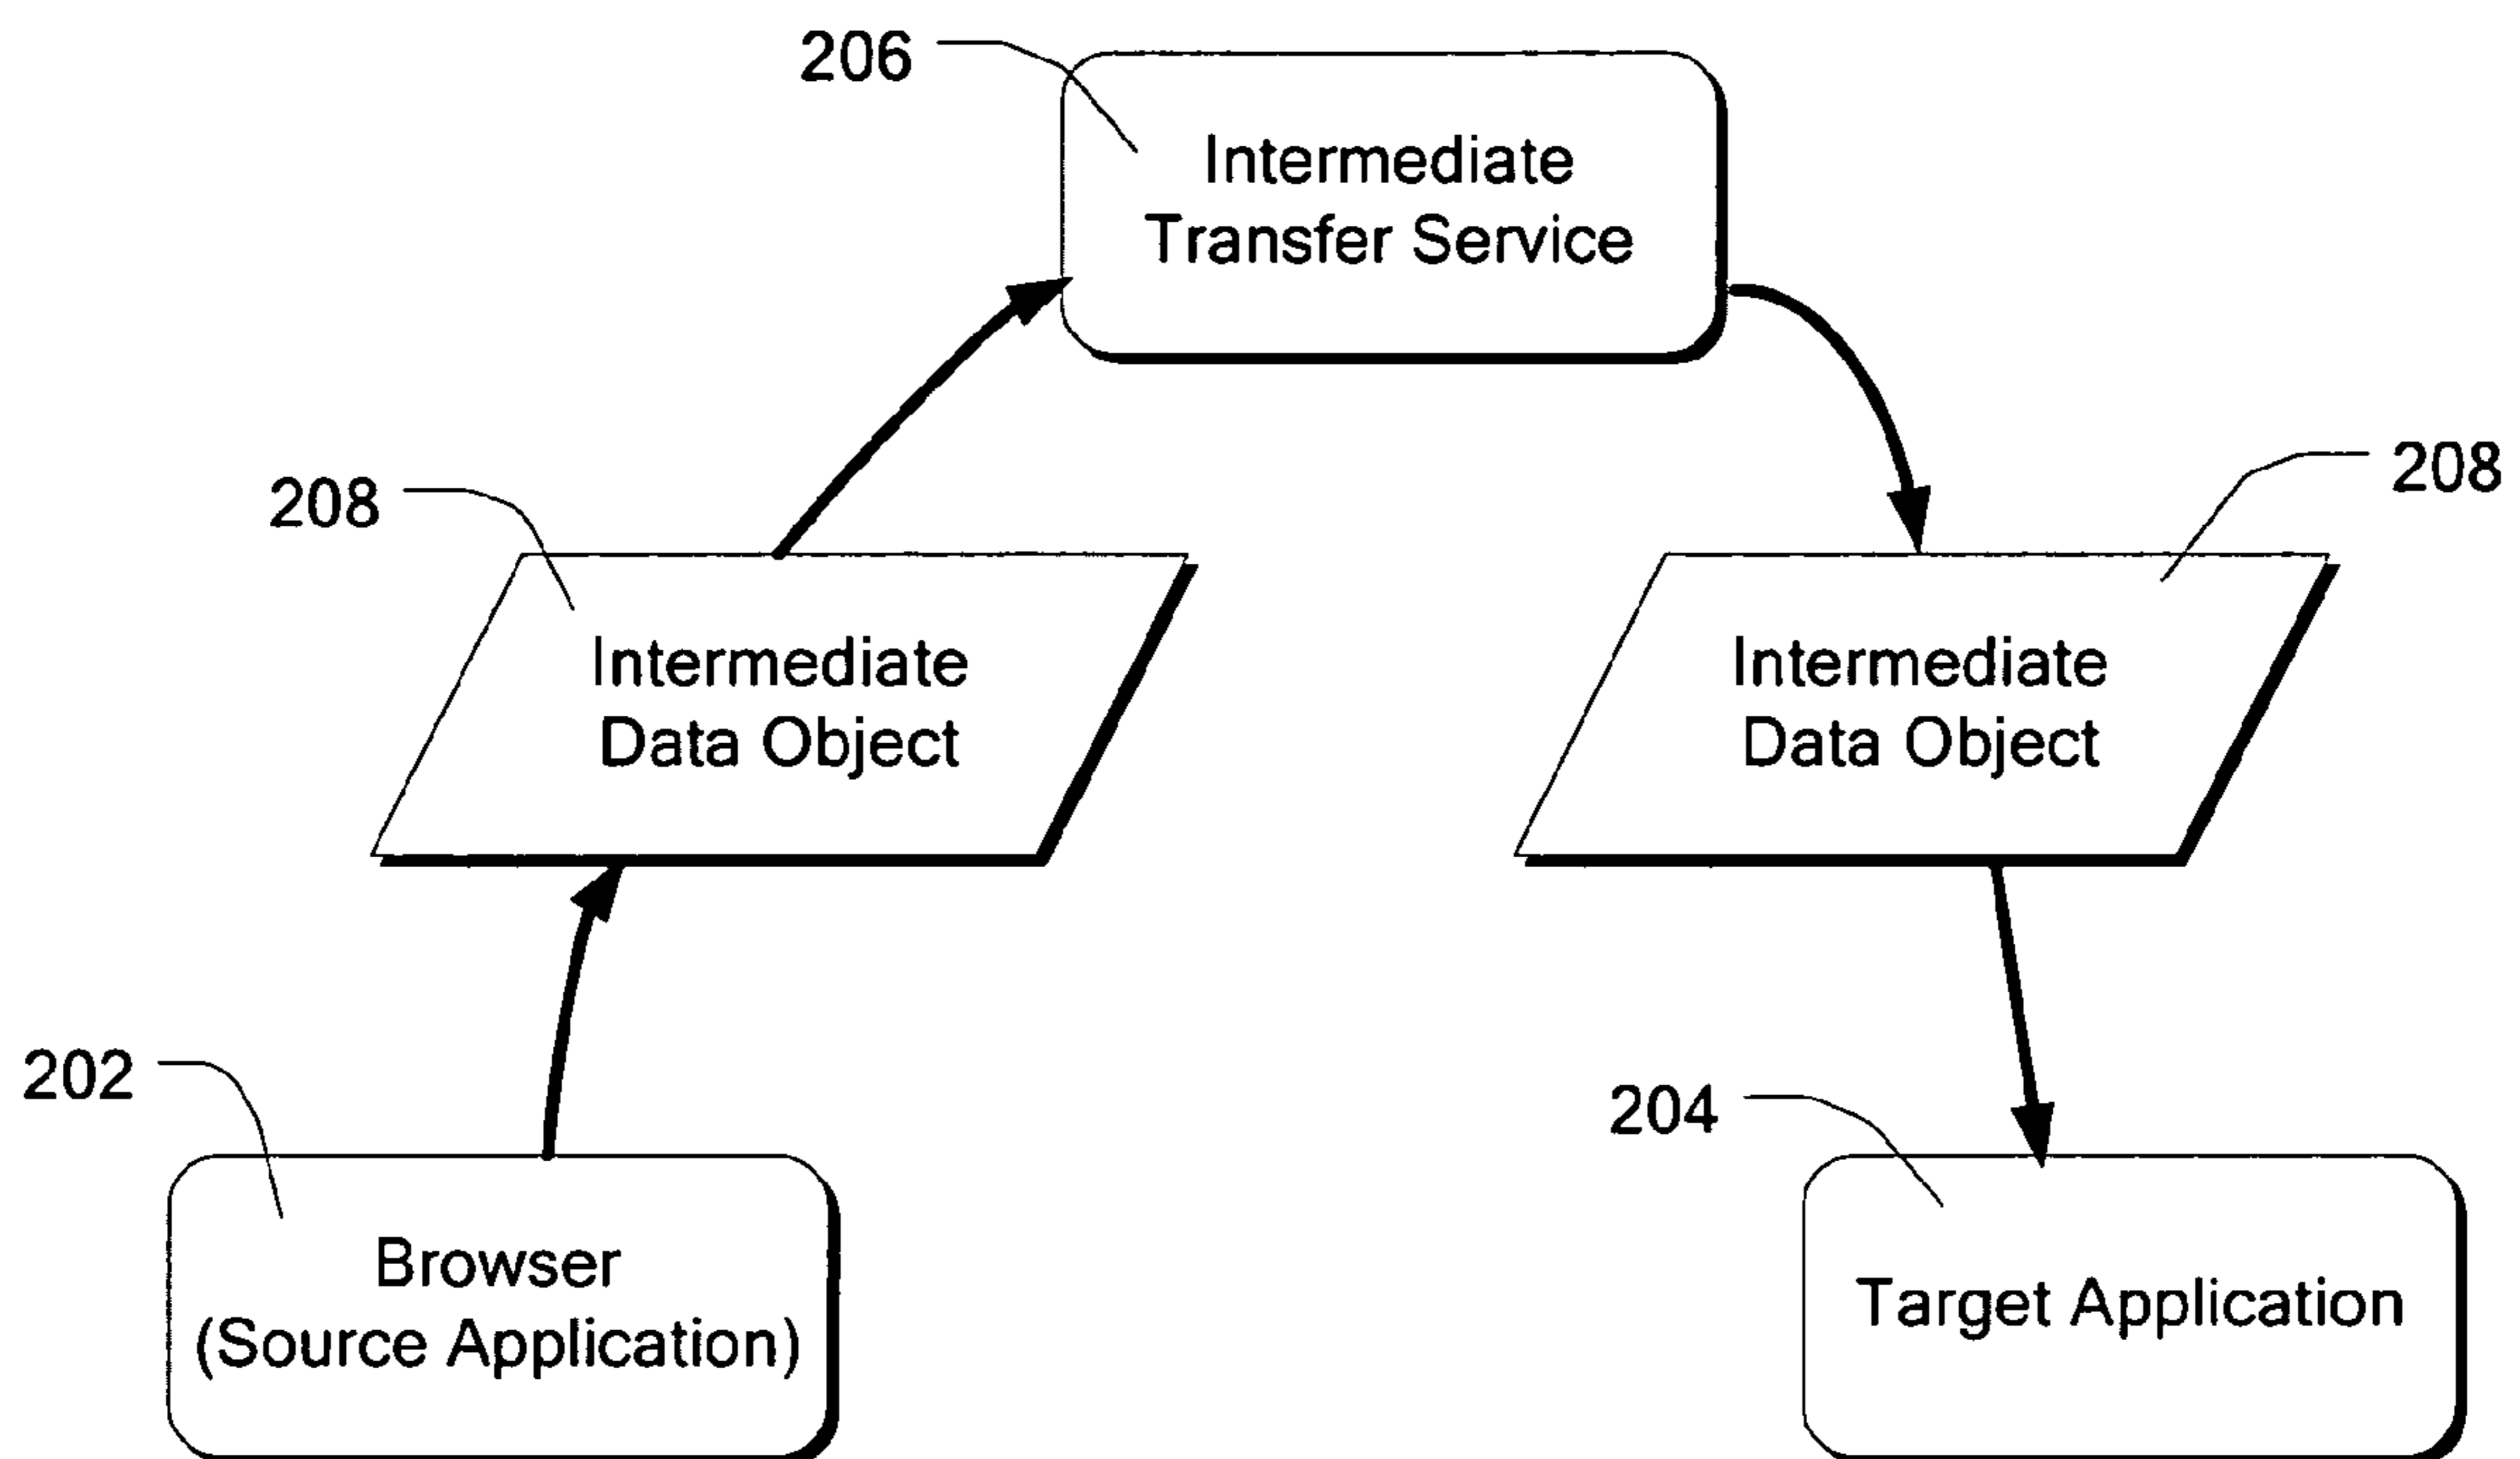 206
Intermediate
Transfer Service
208
208
Intermediate
Data Object
Intermediate
Data Object
202
204
Browser
(Source Application)
Target Application